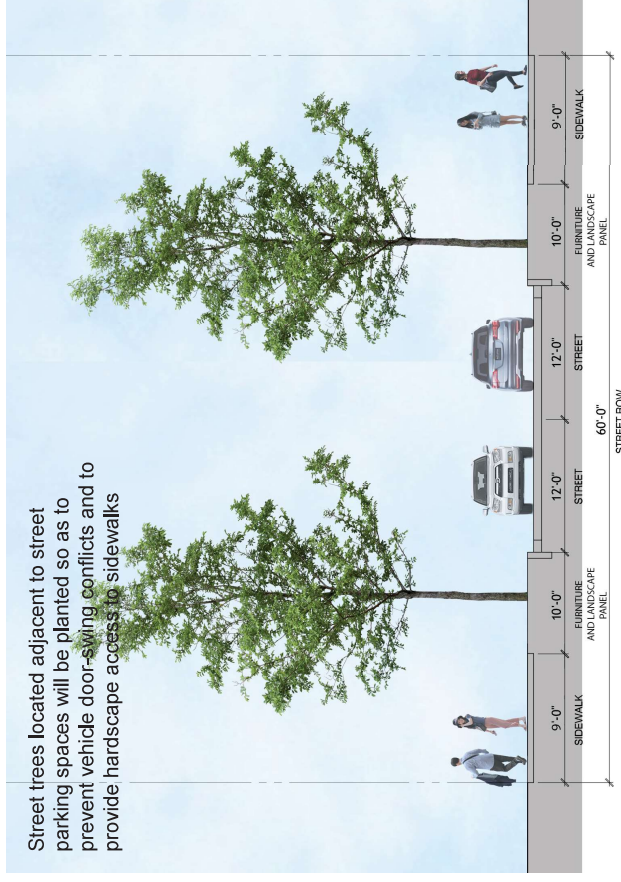 Street trees located adjacent to street
parking spaces will be planted so as to
prevent vehicle door-swing conflicts and to
provide hardscape access to sidewalks
9'-0"
10'-0"
12'-0"
12'-0"
10'-0"
9'-0"
SIDEWALK
FURNITURE
AND LANDSCAPE
PANEL
STREET
STREET
FURNITURE
AND LANDSCAPE
PANEL
SIDEWALK
60'-0"
STREET ROW